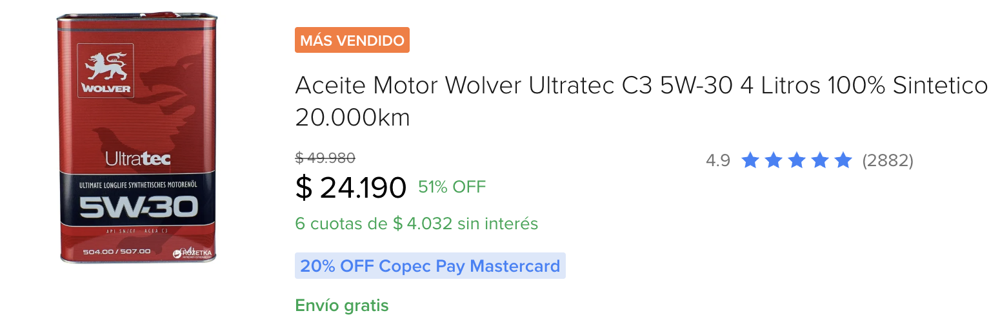 WOLVER
Ultratec
ULTIMATE LONGLIFE SYNTHETISCHES MOTORENÖL
5W-30
API SN/CF · ACEA C3
504.00 / 507.00
ROZETKA
MÁS VENDIDO
Aceite Motor Wolver Ultratec C3 5W-30 4 Litros 100% Sintetico
20.000km
$ 49.980
4.9 (2882)
$ 24.190 51% OFF
6 cuotas de $ 4.032 sin interés
20% OFF Copec Pay Mastercard
Envío gratis